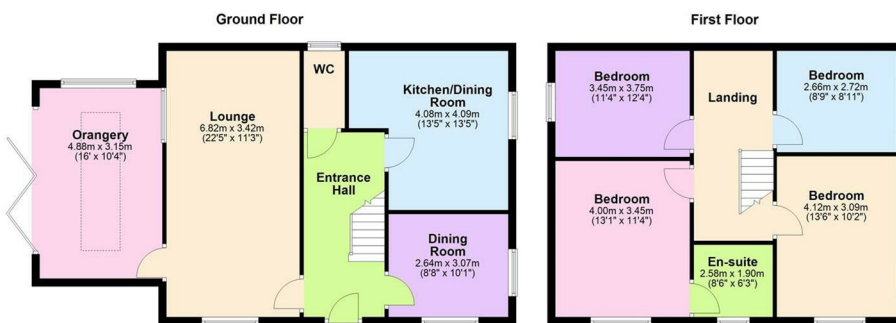 Ground Floor
First Floor
WC
Kitchen/Dining
Room
4.08m x 4.09m
(13'5" x 13'5")
Lounge
6.82m x 3.42m
(22'5" x 11'3")
Orangery
4.88m x 3.15m
(16' x 10'4")
Entrance
Hall
Dining
Room
2.64m x 3.07m
(8'8" x 10'1")
Bedroom
3.45m x 3.75m
(11'4" x 12'4")
Landing
Bedroom
2.66m x 2.72m
(8'9" x 8'11")
Bedroom
4.00m x 3.45m
(13'1" x 11'4")
Bedroom
4.12m x 3.09m
(13'6" x 10'2")
En-suite
2.58m x 1.90m
(8'6" x 6'3")